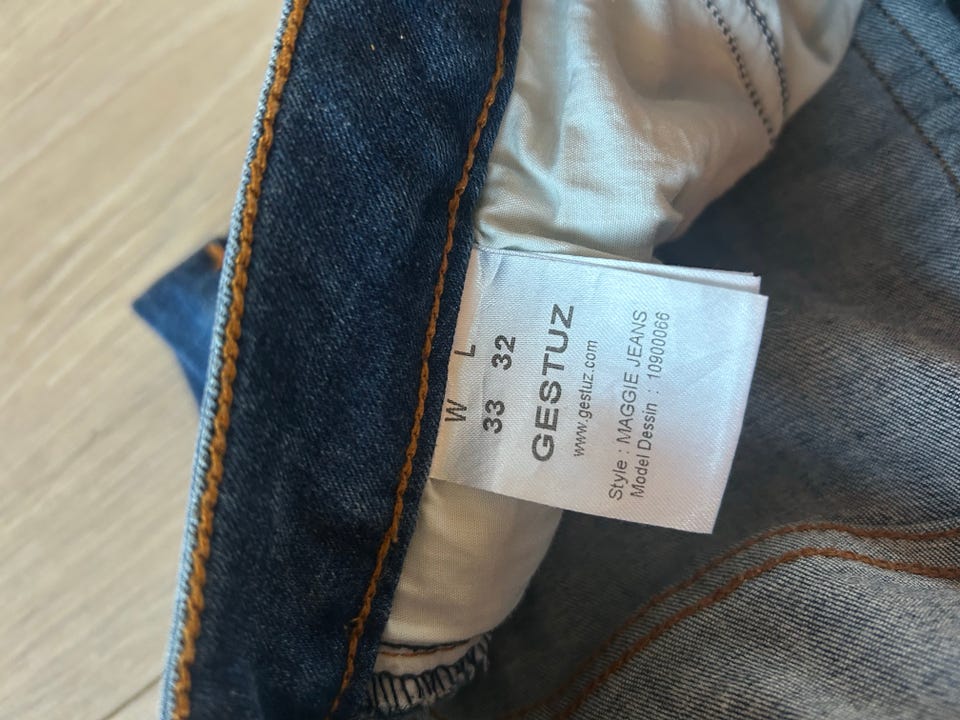 W L
33 32
GESTUZ
www.gestuz.com
Style : MAGGIE JEANS
Model Dessin : 10900066